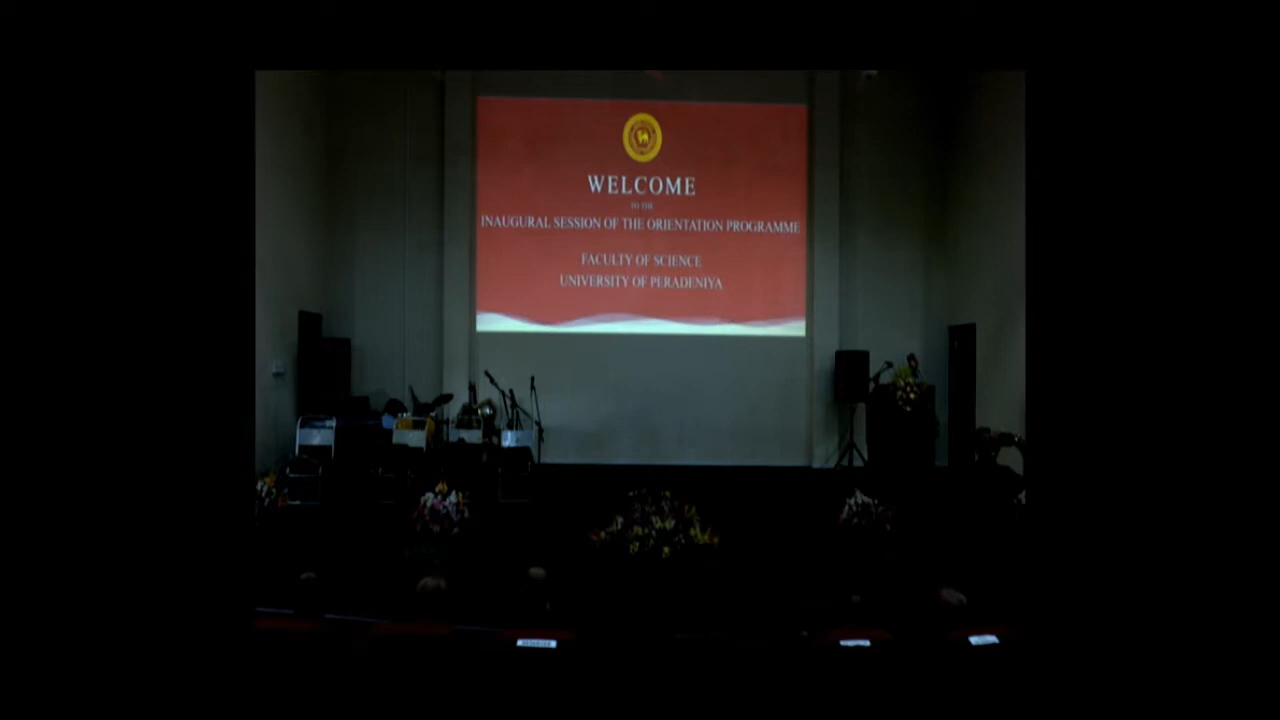 WELCOME
TO THE
INAUGURAL SESSION OF THE ORIENTATION PROGRAMME
FACULTY OF SCIENCE
UNIVERSITY OF PERADENIYA